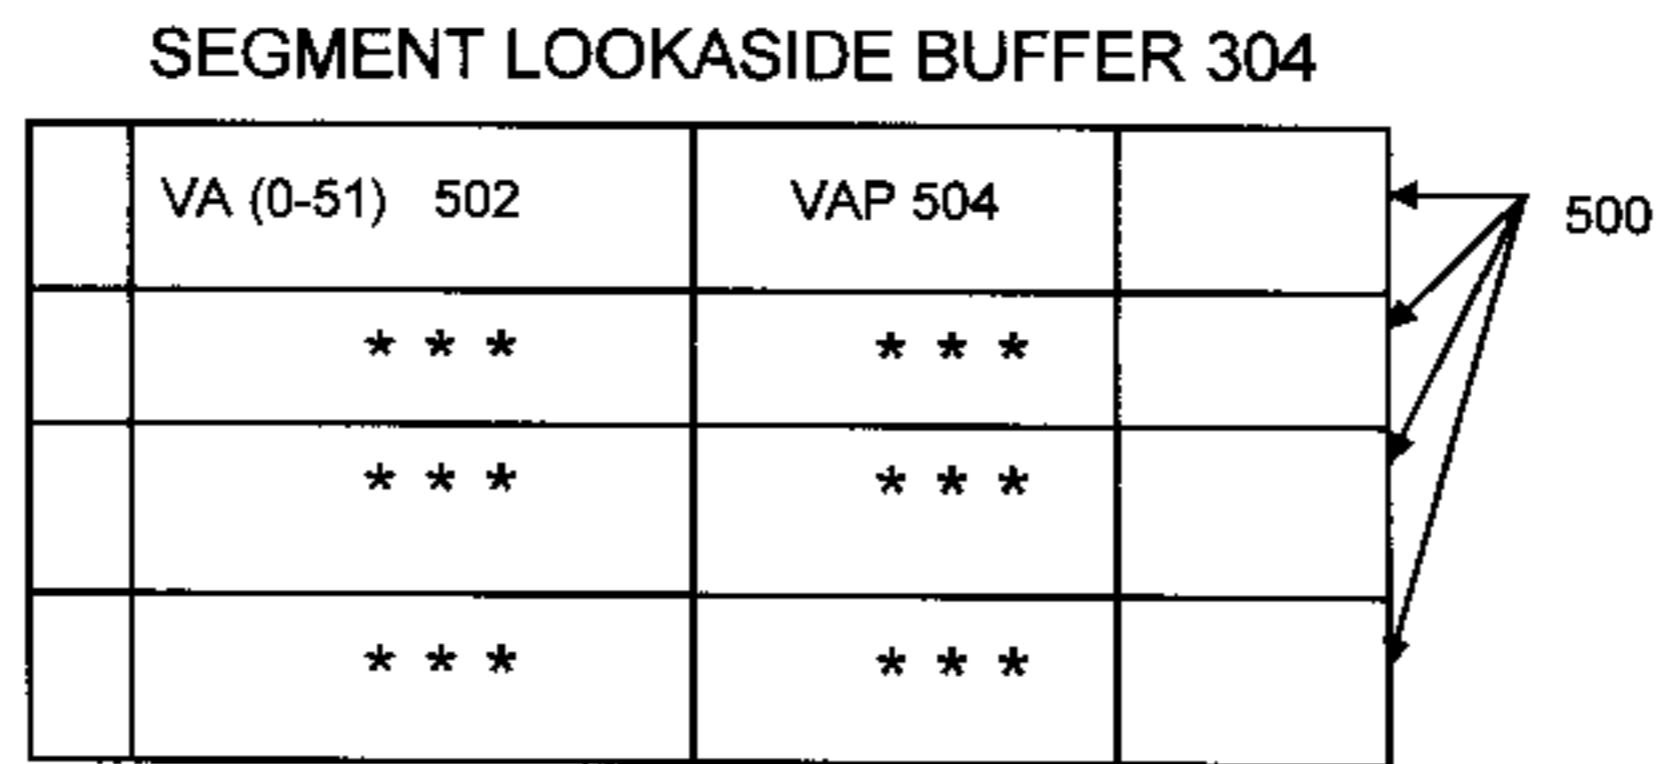 SEGMENT LOOKASIDE BUFFER 304
VA (0-51) 502 VAP 504
500
* * * * * *
* * * * * *
* * * * * *